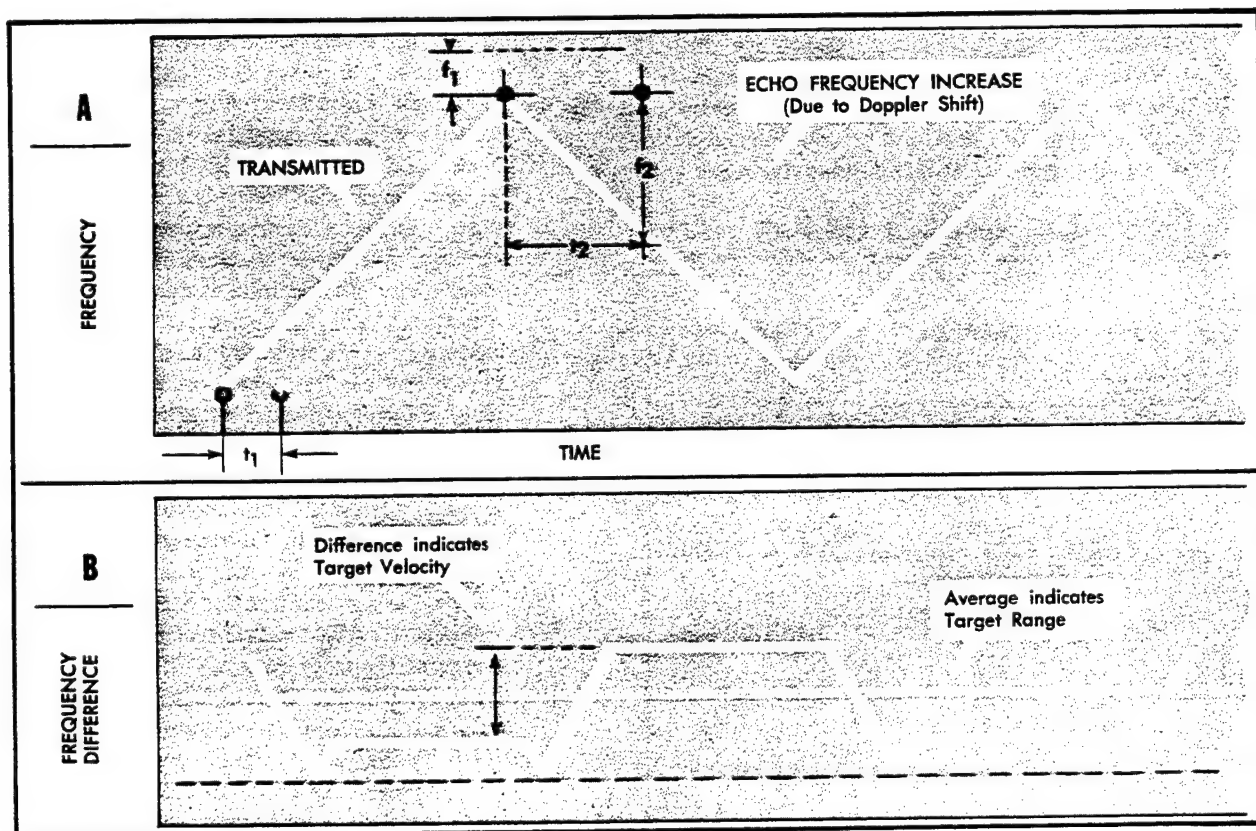 A
FREQUENCY
f1
TRANSMITTED
ECHO FREQUENCY INCREASE
(Due to Doppler Shift)
f2
t2
t1
TIME
B
FREQUENCY
DIFFERENCE
Difference indicates
Target Velocity
Average indicates
Target Range